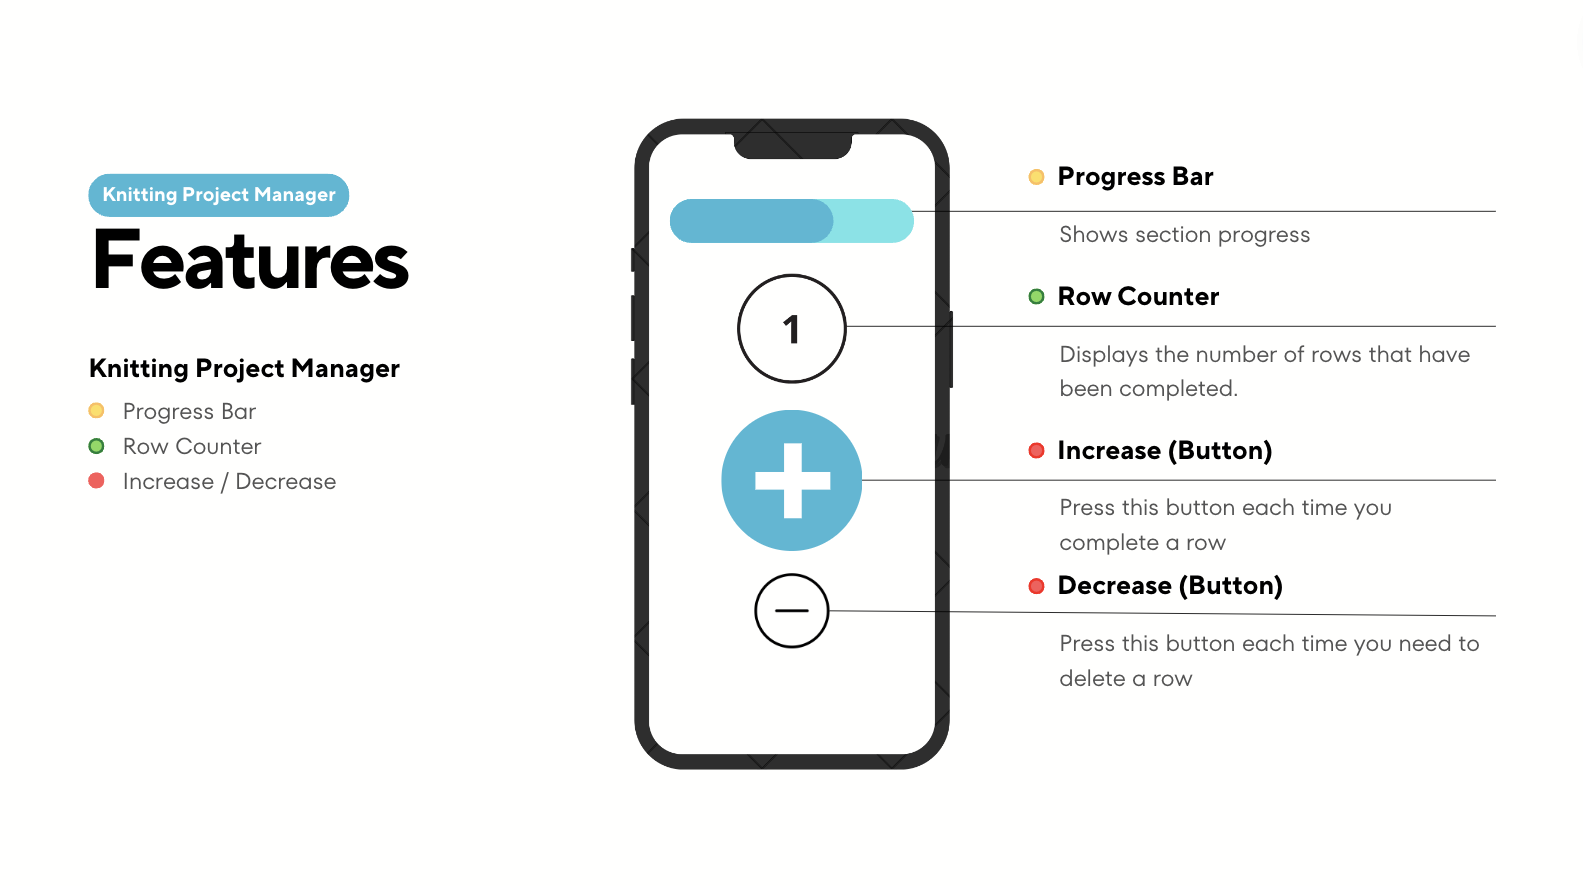 Knitting Project Manager
Features
Knitting Project Manager
Progress Bar
Row Counter
Increase / Decrease
1
Progress Bar
Shows section progress
Row Counter
Displays the number of rows that have
been completed.
Increase (Button)
Press this button each time you
complete a row
Decrease (Button)
Press this button each time you need to
delete a row